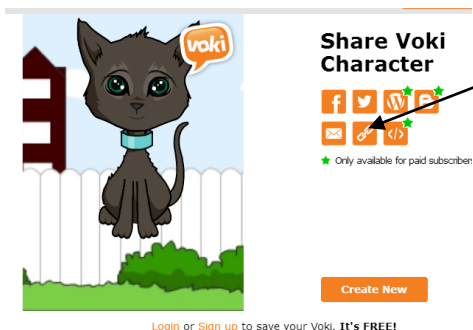 voki
Share Voki
Character
Only available for paid subscribers
Create New
Login or Sign up to save your Voki. It's FREE!